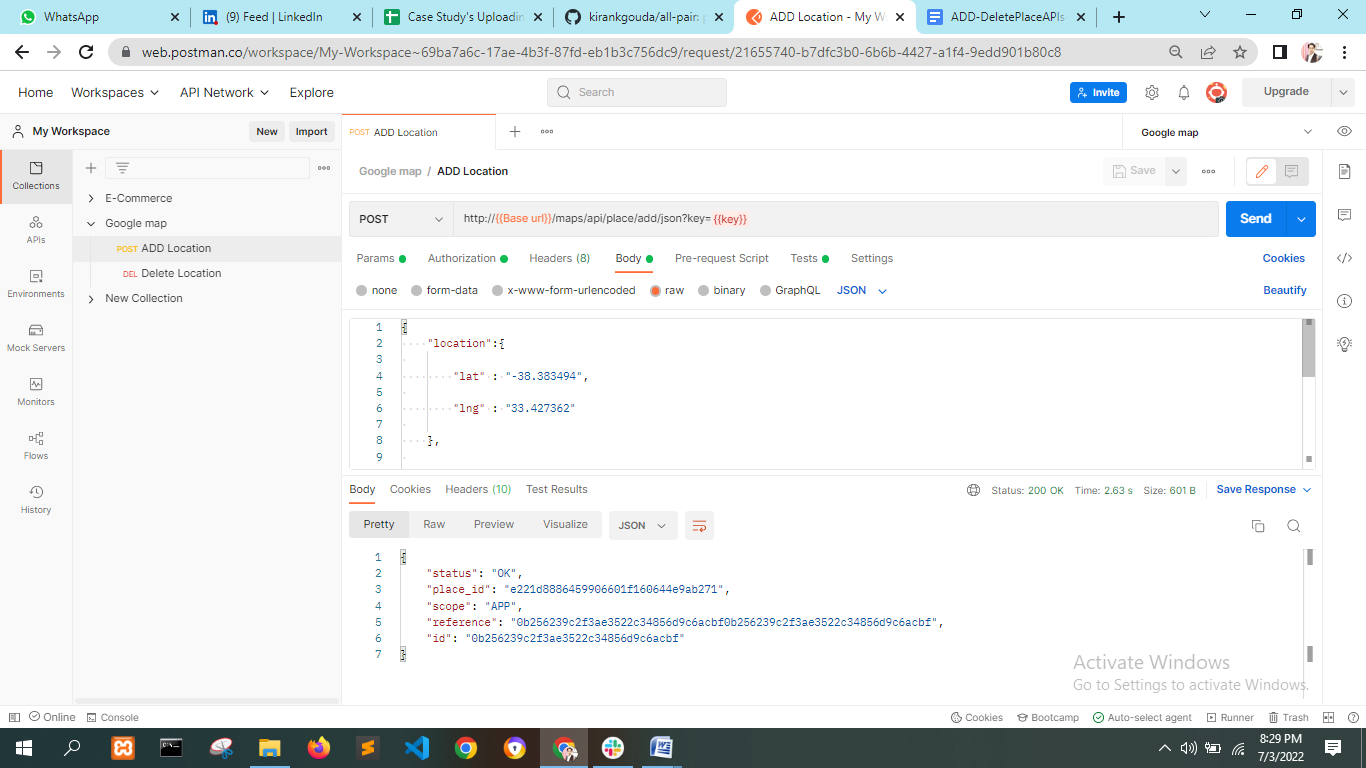 WhatsApp
(9) Feed | LinkedIn
Case Study's Uploadin
kirankgouda/all-pair: p
ADD Location - My W
ADD-DeletePlaceAPIs
web.postman.co/workspace/My-Workspace~69ba7a6c-17ae-4b3f-87fd-eb1b3c756dc9/request/21655740-b7dfc3b0-6b6b-4427-a1f4-9edd901b80c8
Home Workspaces API Network Explore Search Invite Upgrade
My Workspace New Import
POST ADD Location
Google map
Collections
APIs
Environments
Mock Servers
Monitors
Flows
History
E-Commerce
Google map
POST ADD Location
DEL Delete Location
New Collection
Google map / ADD Location Save
POST http://{{Base url}}/maps/api/place/add/json?key={{key}} Send
Params Authorization Headers (8) Body Pre-request Script Tests Settings Cookies
none form-data x-www-form-urlencoded raw binary GraphQL JSON Beautify
1 {
2 "location":{
3
4 "lat" : "-38.383494",
5
6 "lng" : "33.427362"
7
8 },
9
Body Cookies Headers (10) Test Results Status: 200 OK Time: 2.63 s Size: 601 B Save Response
Pretty Raw Preview Visualize JSON
1 {
2 "status": "OK",
3 "place_id": "e221d8886459906601f160644e9ab271",
4 "scope": "APP",
5 "reference": "0b256239c2f3ae3522c34856d9c6acbf0b256239c2f3ae3522c34856d9c6acbf",
6 "id": "0b256239c2f3ae3522c34856d9c6acbf"
7 }
Activate Windows
Go to Settings to activate Windows.
Online Console Cookies Bootcamp Auto-select agent Runner Trash
8:29 PM
7/3/2022